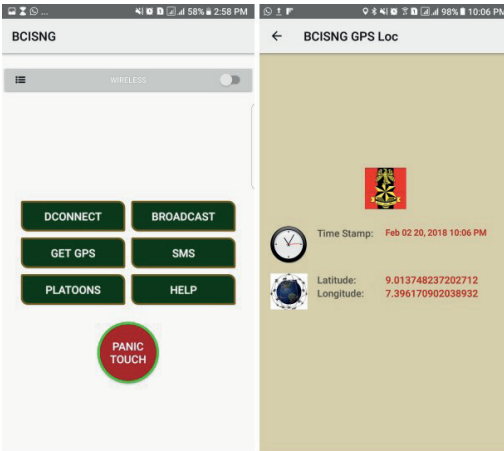 ... 58% 2:58 PM
BCISNG
WIRELESS
DCONNECT
BROADCAST
GET GPS
SMS
PLATOONS
HELP
PANIC
TOUCH
98% 10:06 PM
BCISNG GPS Loc
Time Stamp: Feb 02 20, 2018 10:06 PM
Latitude: 9.013748237202712
Longitude: 7.396170902038932